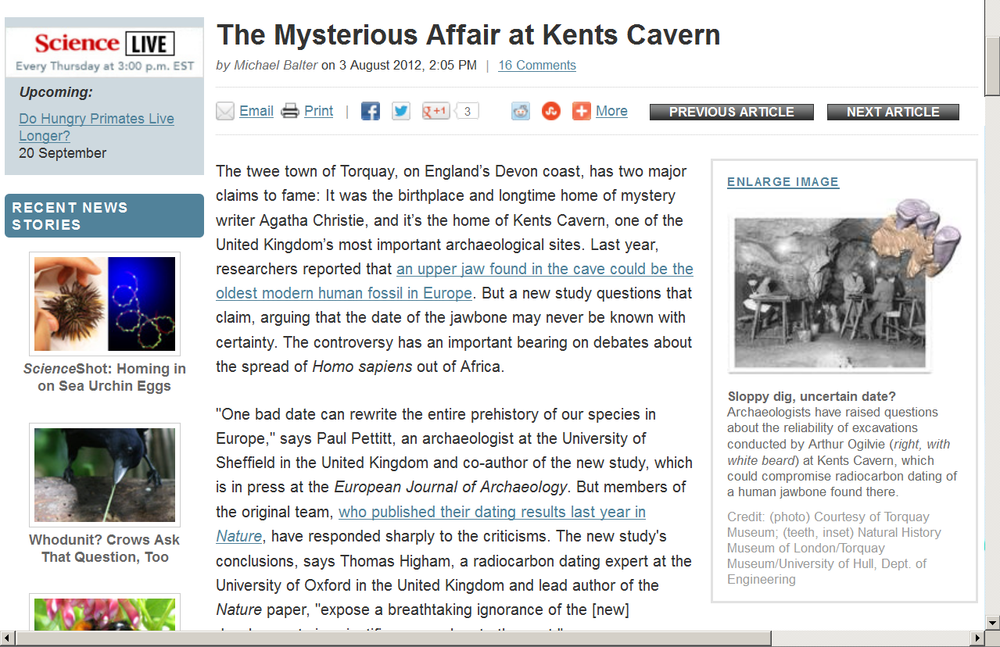 Science LIVE
Every Thursday at 3:00 p.m. EST
Upcoming:
Do Hungry Primates Live
Longer?
20 September
RECENT NEWS
STORIES
ScienceShot: Homing in
on Sea Urchin Eggs
Whodunit? Crows Ask
That Question, Too
The Mysterious Affair at Kents Cavern
by Michael Balter on 3 August 2012, 2:05 PM | 16 Comments
Email Print | +1 3 More PREVIOUS ARTICLE NEXT ARTICLE
The twee town of Torquay, on England’s Devon coast, has two major
claims to fame: It was the birthplace and longtime home of mystery
writer Agatha Christie, and it’s the home of Kents Cavern, one of the
United Kingdom’s most important archaeological sites. Last year,
researchers reported that an upper jaw found in the cave could be the
oldest modern human fossil in Europe. But a new study questions that
claim, arguing that the date of the jawbone may never be known with
certainty. The controversy has an important bearing on debates about
the spread of Homo sapiens out of Africa.
"One bad date can rewrite the entire prehistory of our species in
Europe," says Paul Pettitt, an archaeologist at the University of
Sheffield in the United Kingdom and co-author of the new study, which
is in press at the European Journal of Archaeology. But members of
the original team, who published their dating results last year in
Nature, have responded sharply to the criticisms. The new study's
conclusions, says Thomas Higham, a radiocarbon dating expert at the
University of Oxford in the United Kingdom and lead author of the
Nature paper, "expose a breathtaking ignorance of the [new]
ENLARGE IMAGE
Sloppy dig, uncertain date?
Archaeologists have raised questions
about the reliability of excavations
conducted by Arthur Ogilvie (right, with
white beard) at Kents Cavern, which
could compromise radiocarbon dating of
a human jawbone found there.
Credit: (photo) Courtesy of Torquay
Museum; (teeth, inset) Natural History
Museum of London/Torquay
Museum/University of Hull, Dept. of
Engineering